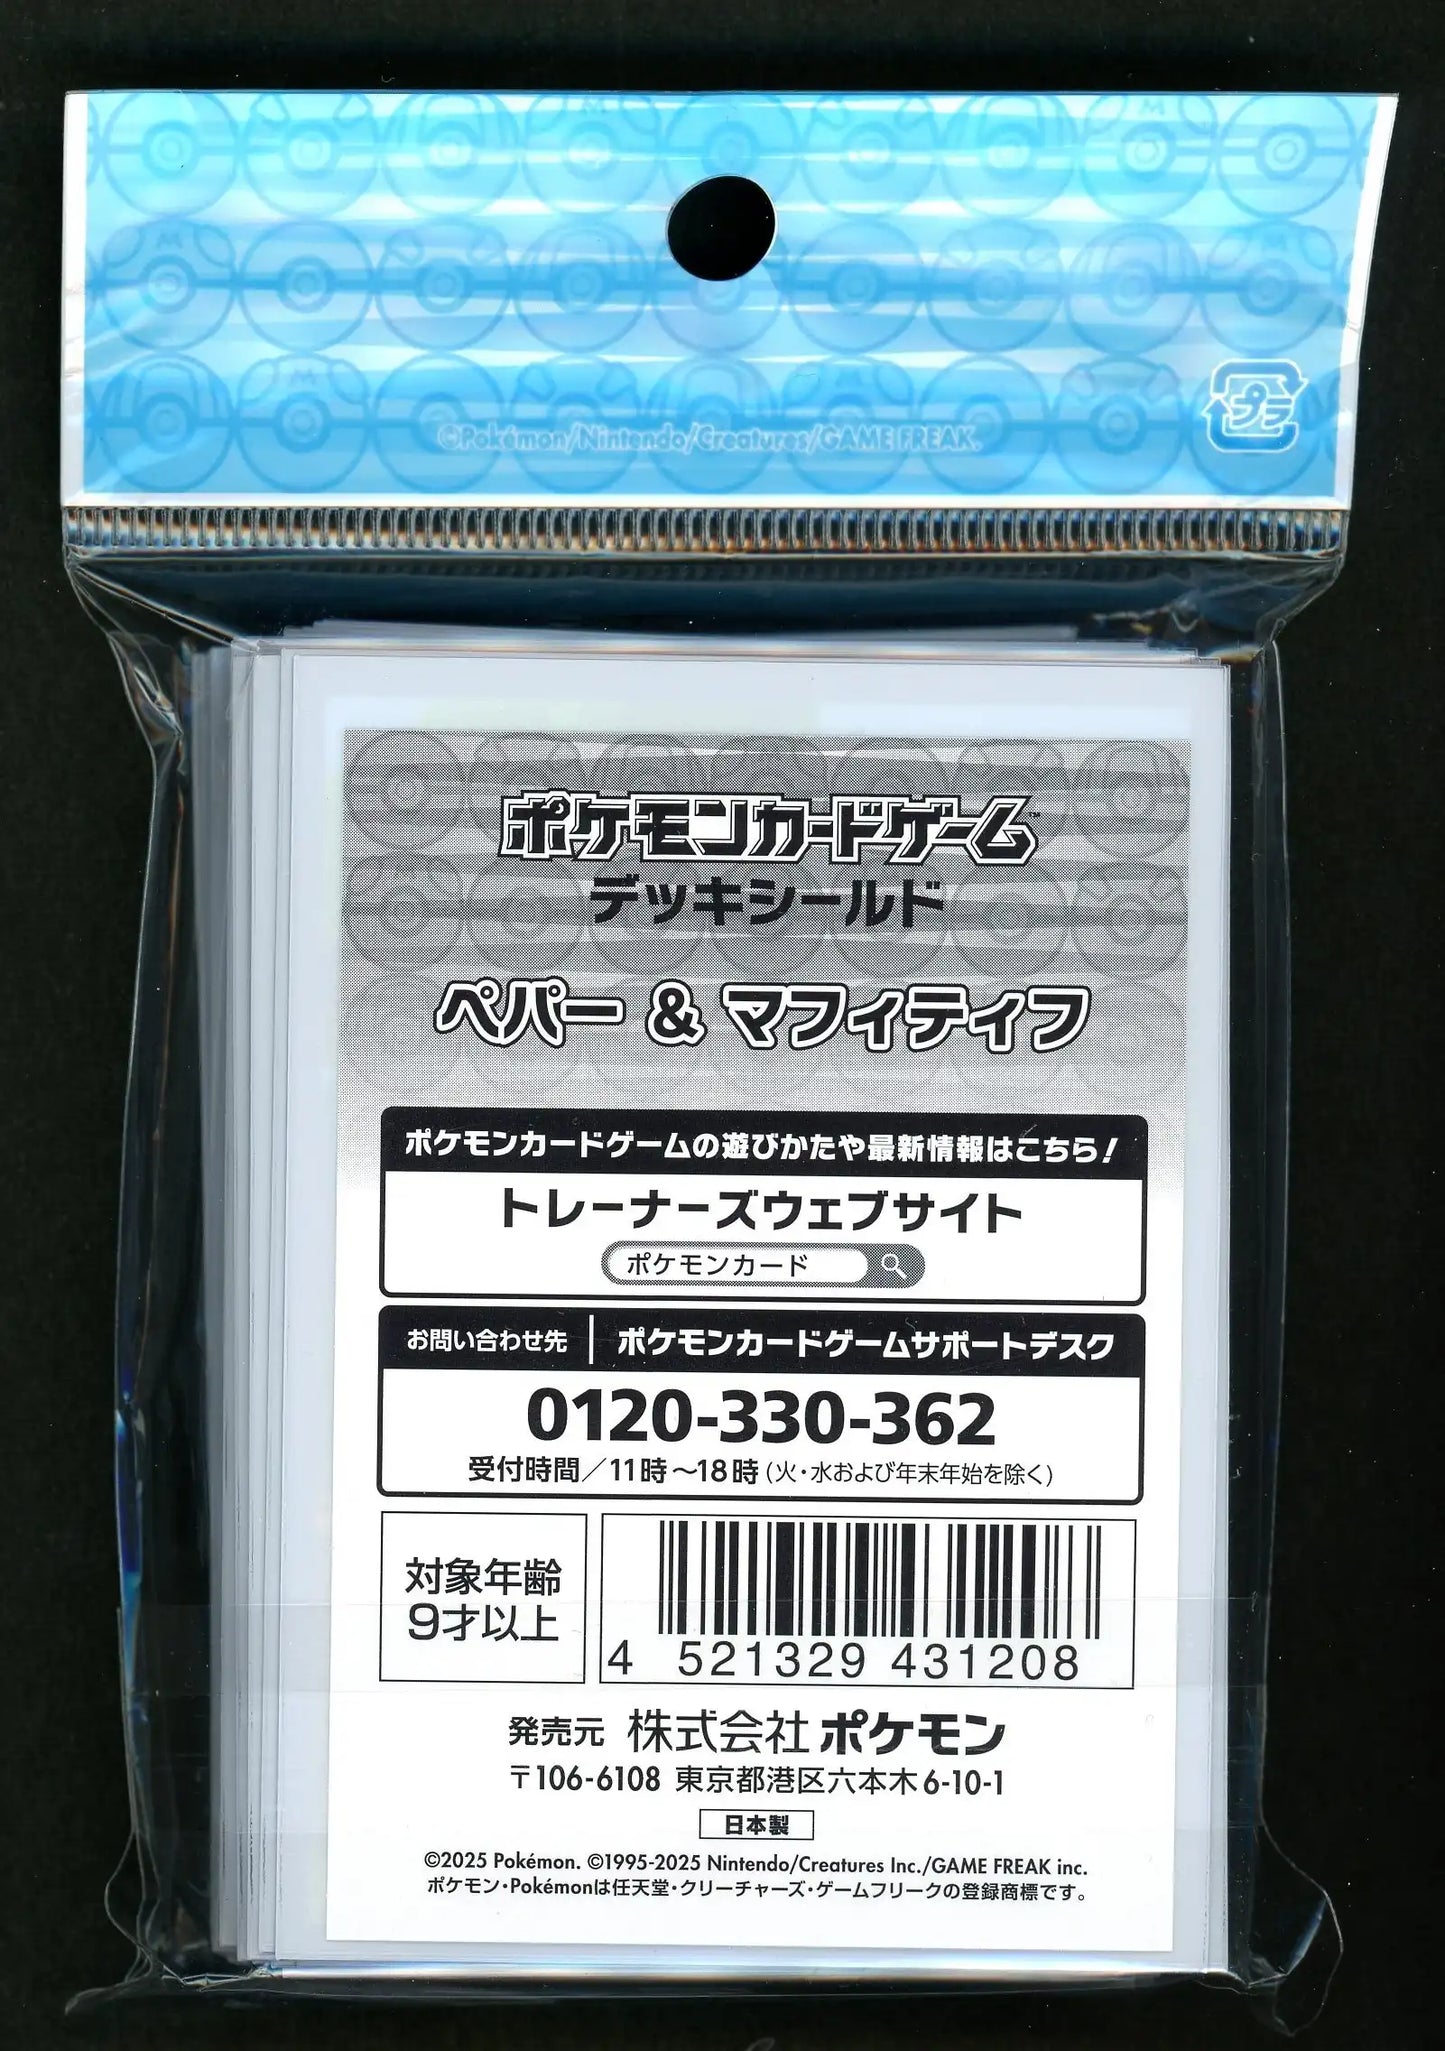 ©Pokémon/Nintendo/Creatures/GAME FREAK.
プラ
ポケモンカードゲーム™
デッキシールド
ペパー & マフィティフ
ポケモンカードゲームの遊びかたや最新情報はこちら!
トレーナーズウェブサイト
ポケモンカード
お問い合わせ先 ポケモンカードゲームサポートデスク
0120-330-362
受付時間/11時~18時(火・水および年末年始を除く)
対象年齢
9才以上
4 521329 431208
発売元 株式会社ポケモン
〒106-6108 東京都港区六本木6-10-1
日本製
©2025 Pokémon. ©1995-2025 Nintendo/Creatures Inc./GAME FREAK inc.
ポケモン・Pokémonは任天堂・クリーチャーズ・ゲームフリークの登録商標です。